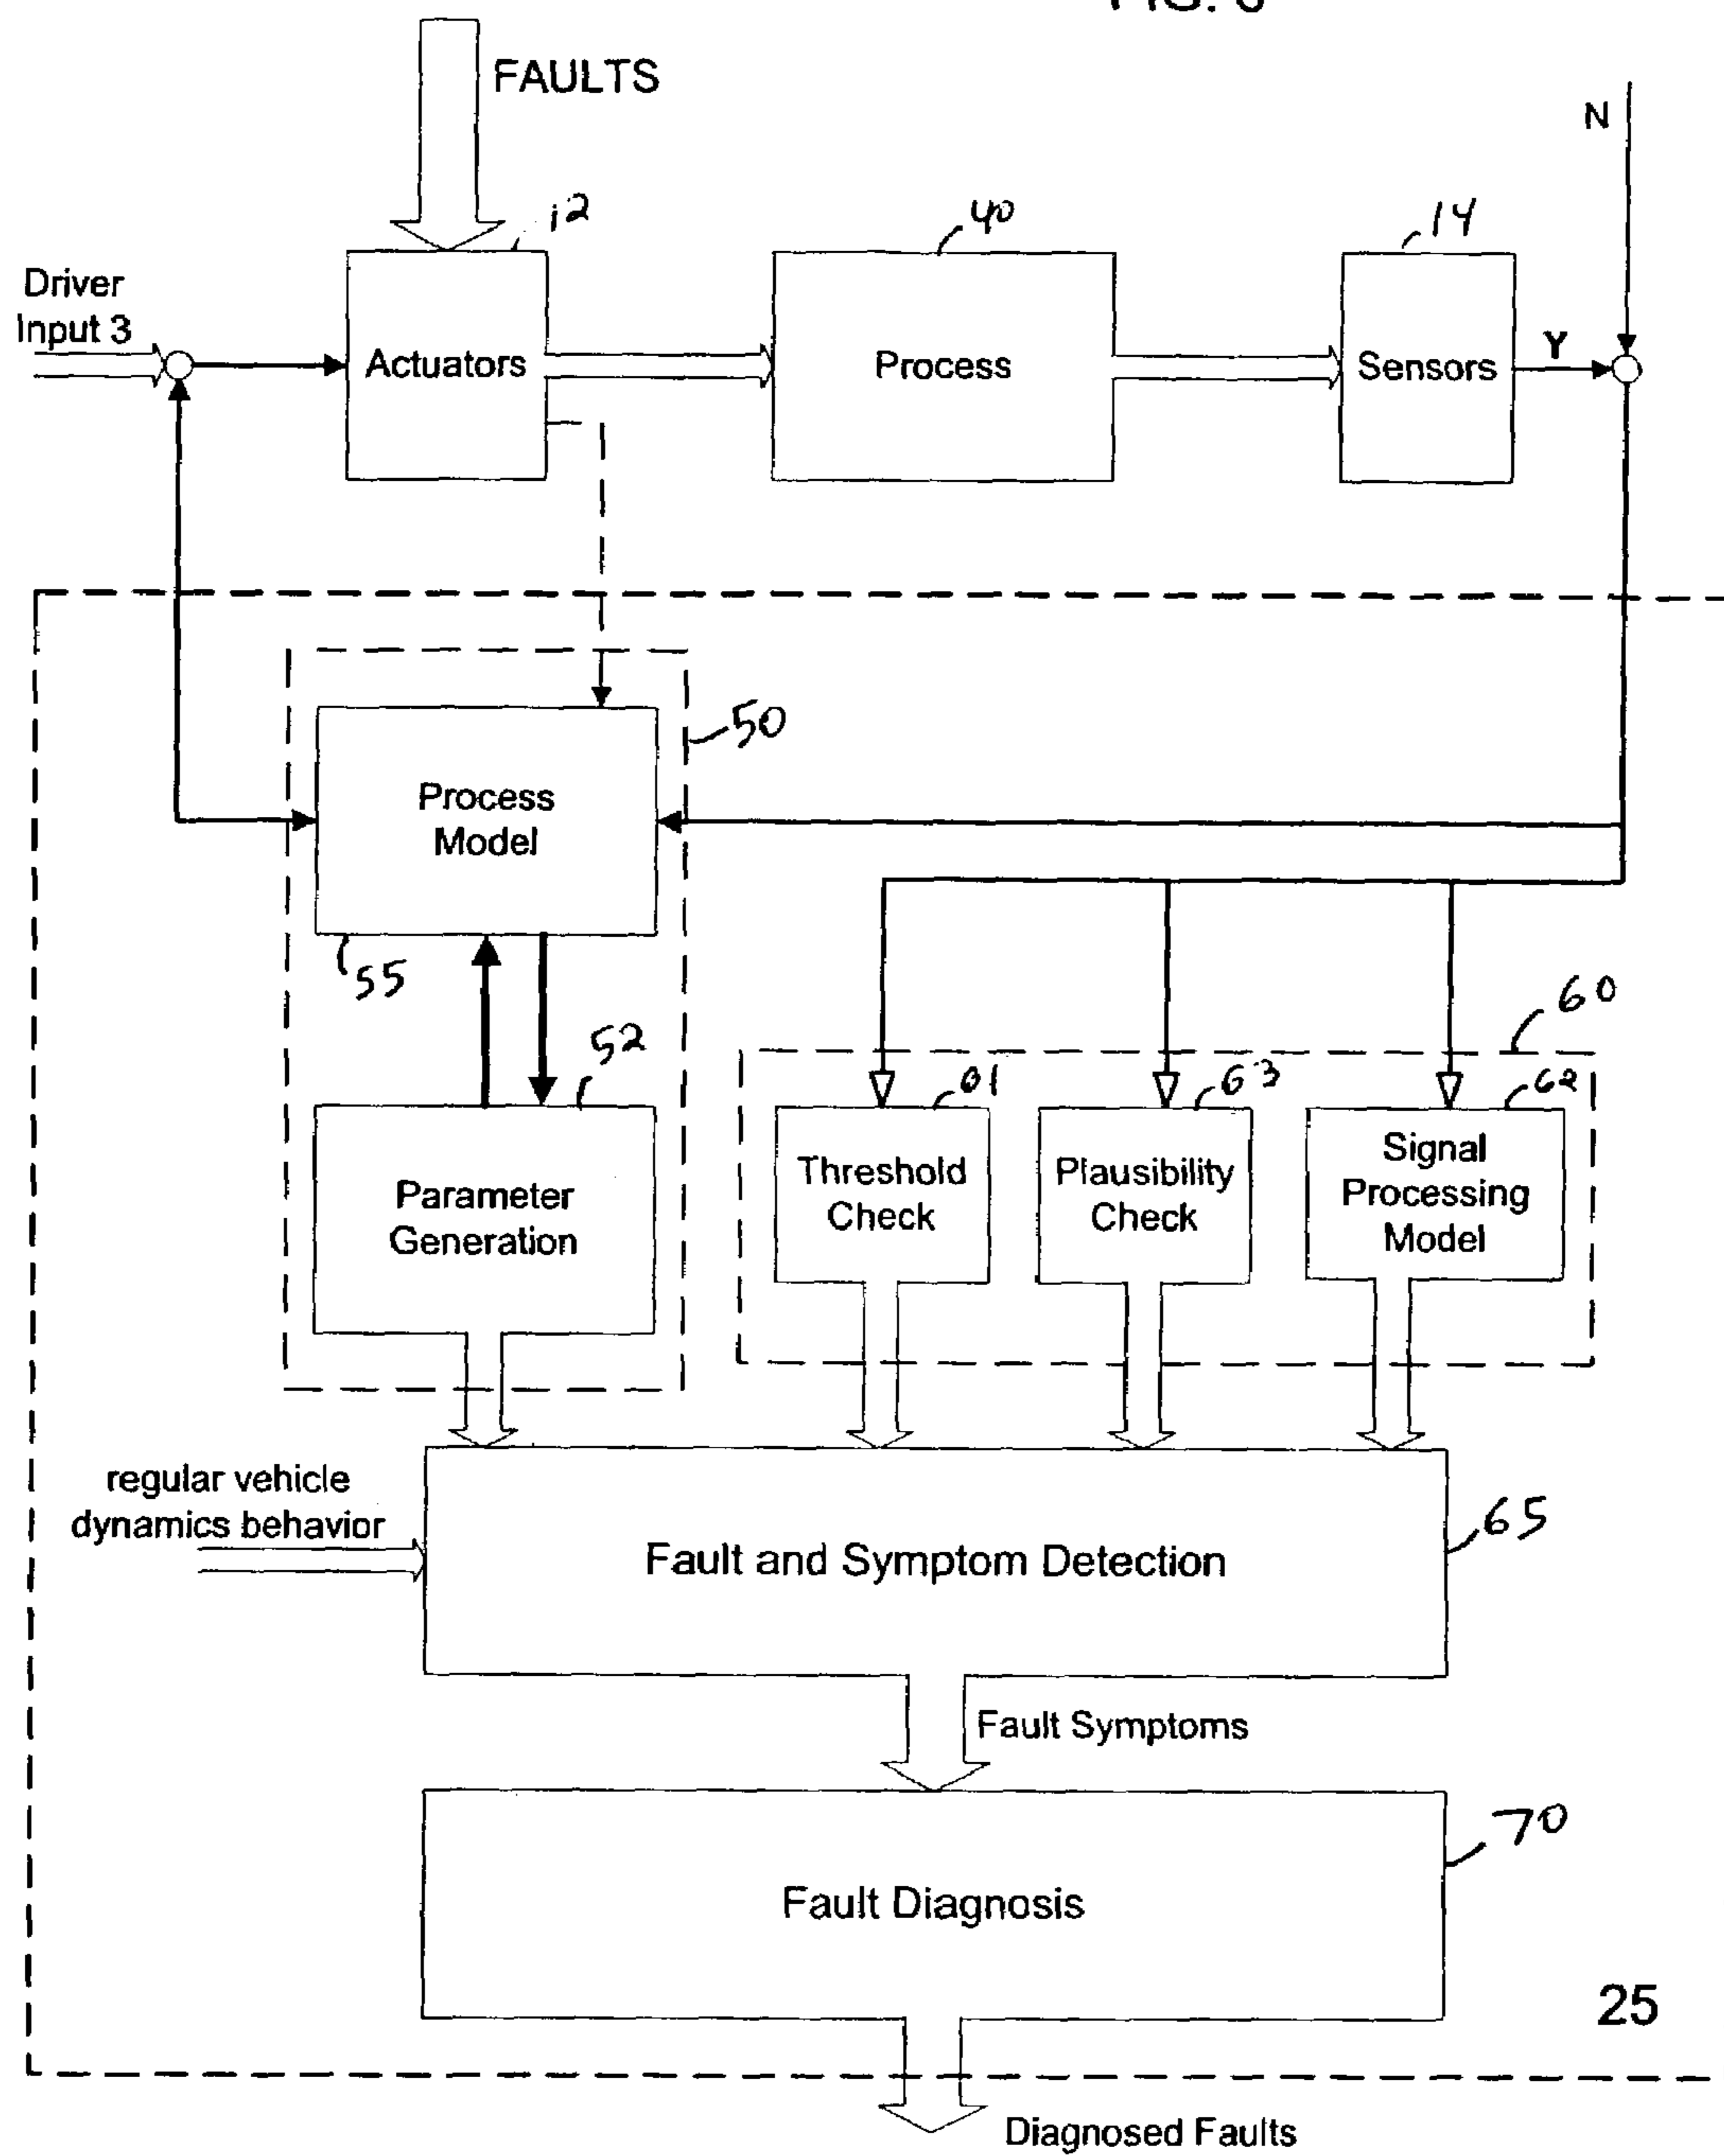 FAULTS
N
12
40
14
Driver
Input 3
Actuators
Process
Sensors
Y
50
Process
Model
55
52
60
61
63
62
Parameter
Generation
Threshold
Check
Plausibility
Check
Signal
Processing
Model
regular vehicle
dynamics behavior
65
Fault and Symptom Detection
Fault Symptoms
70
Fault Diagnosis
25
Diagnosed Faults